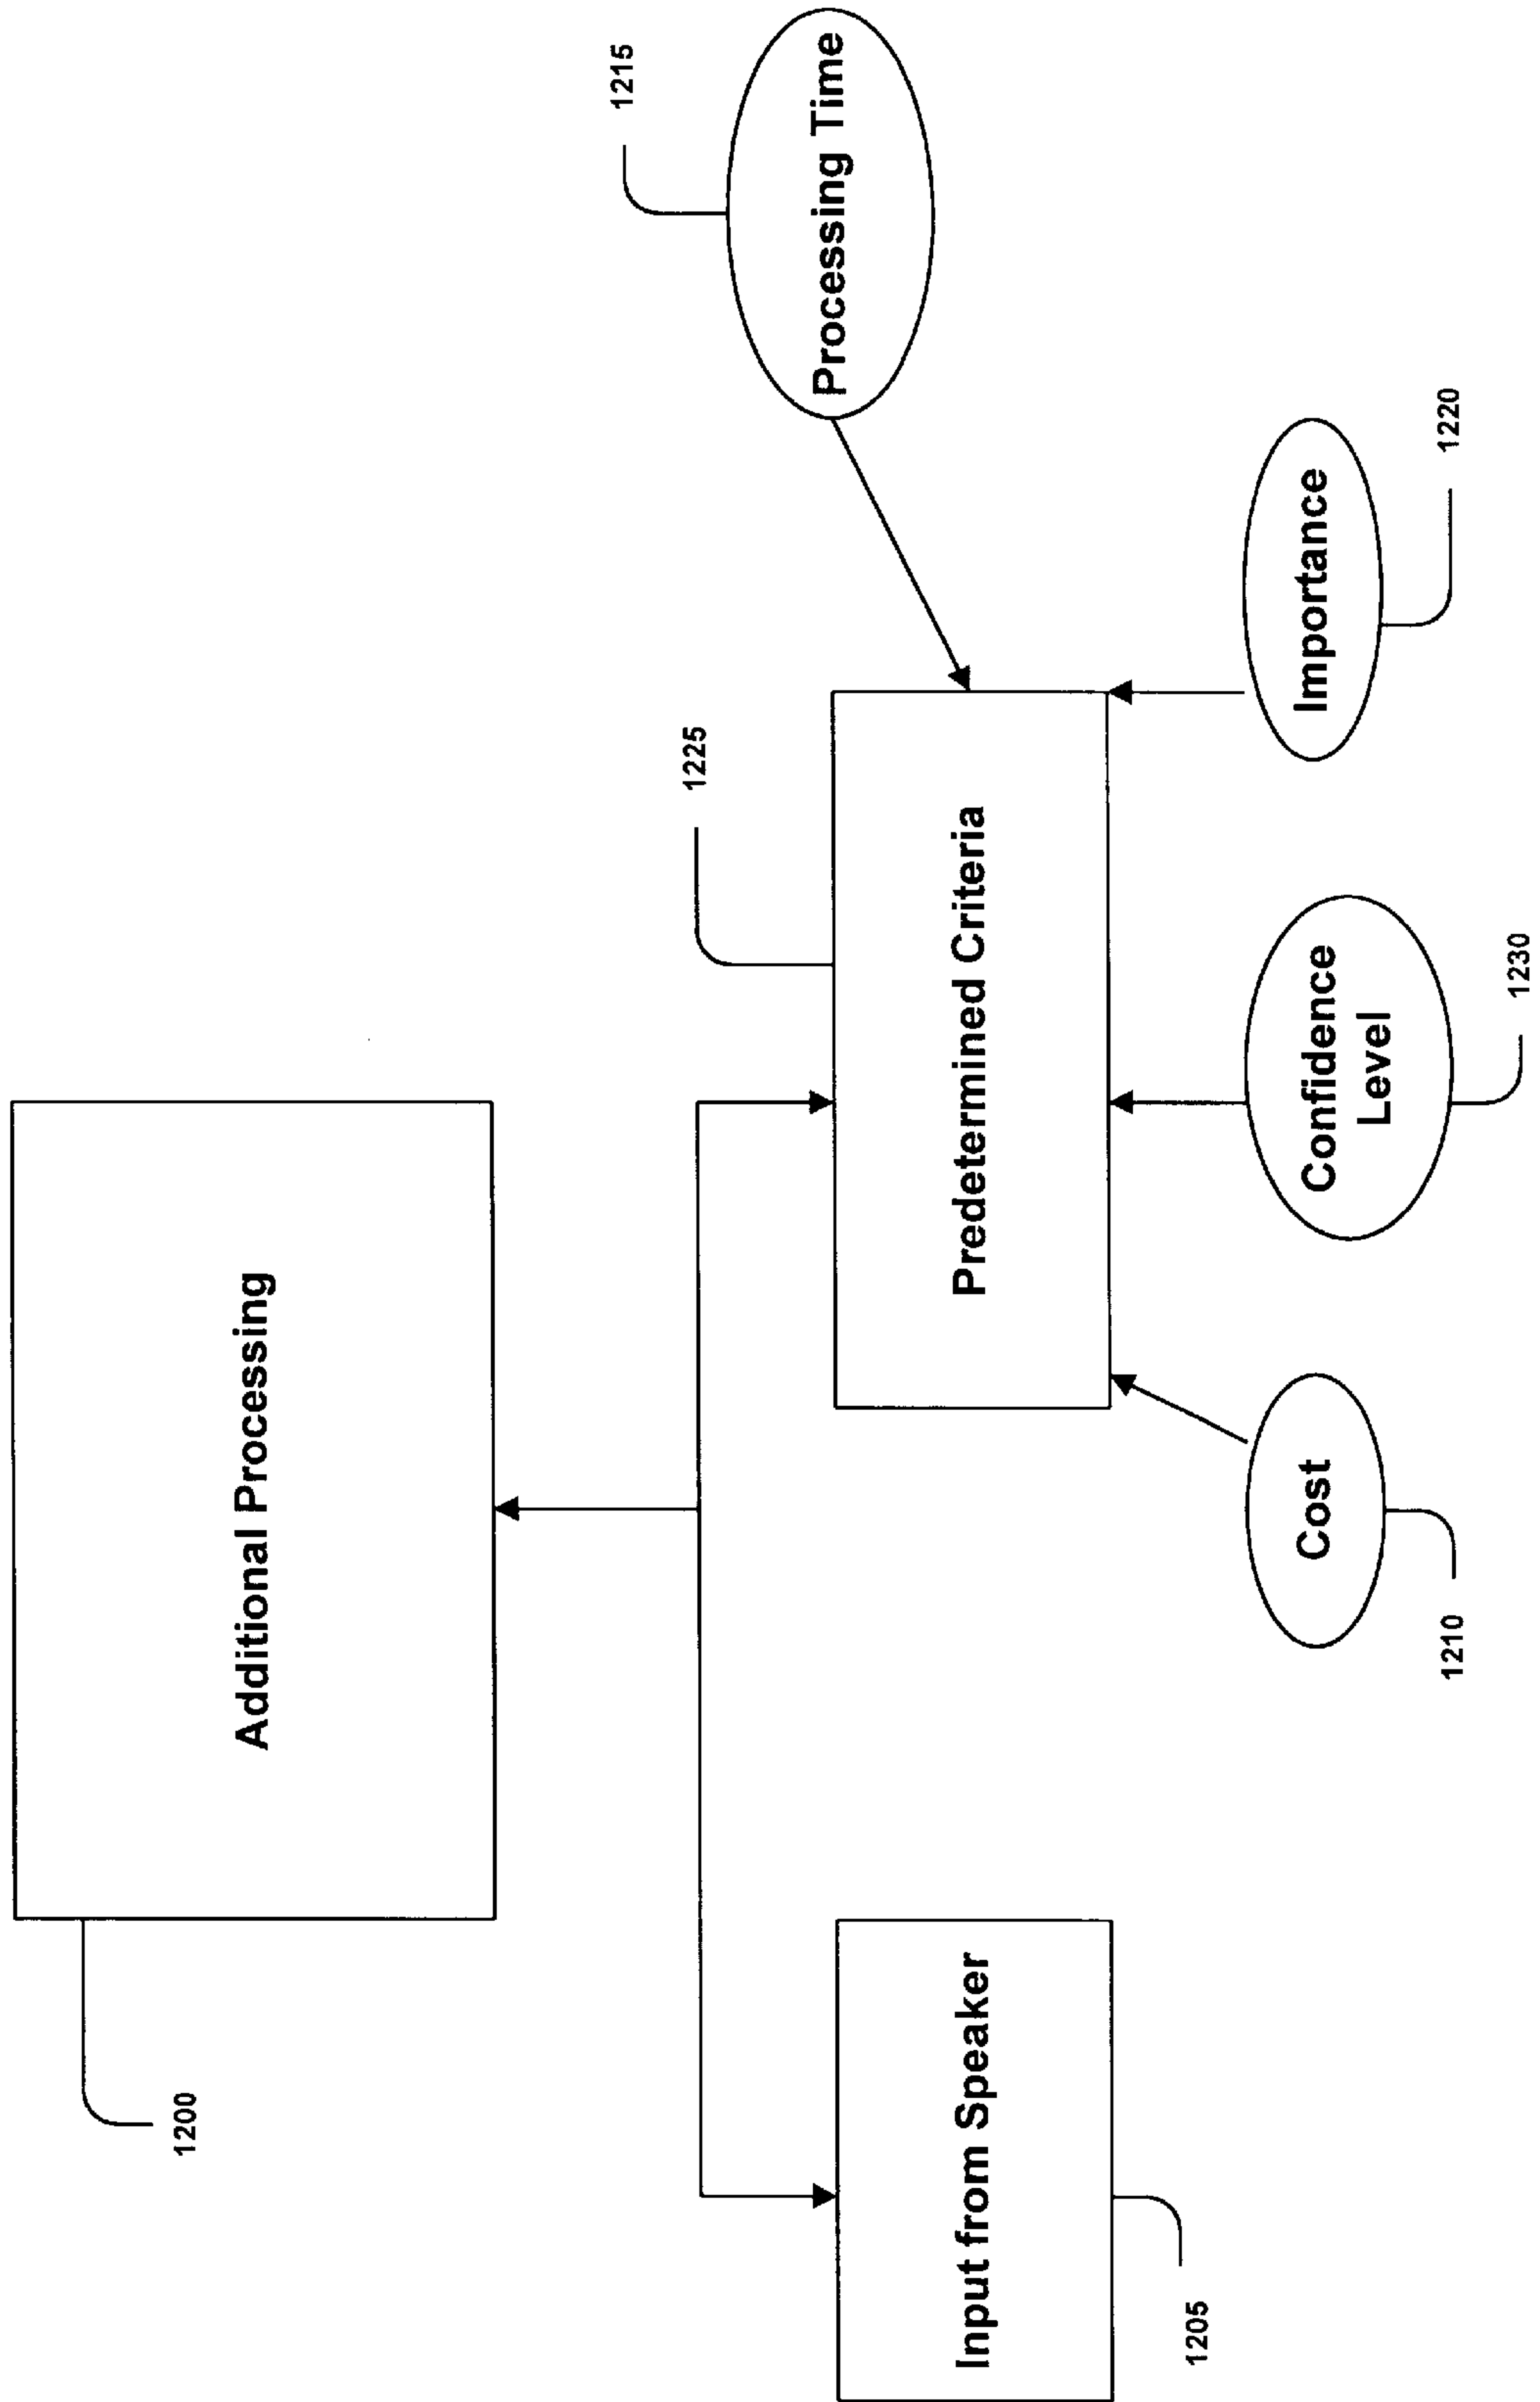 1200
Additional Processing
1225
1215
Input from Speaker
Predetermined Criteria
Processing Time
1205
Cost
Confidence
Level
Importance
1210
1230
1220